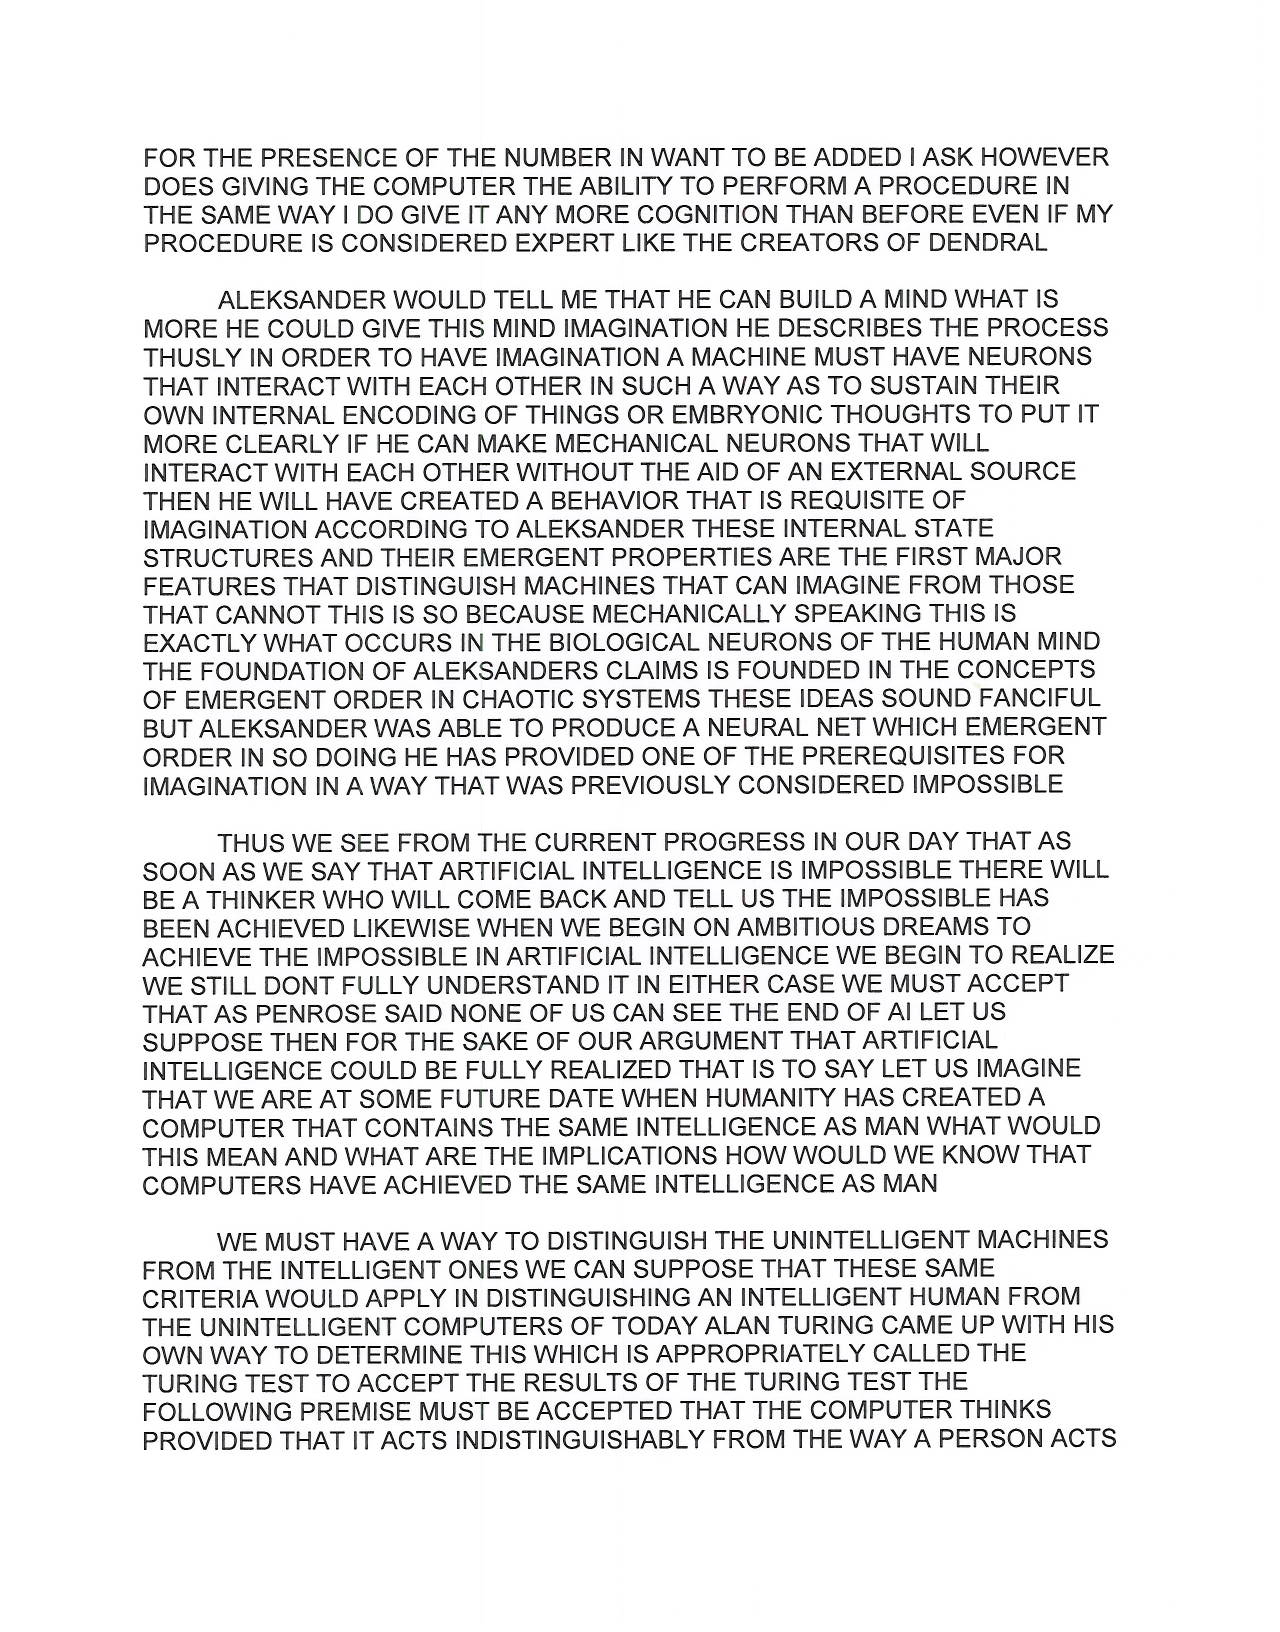 FOR THE PRESENCE OF THE NUMBER IN WANT TO BE ADDED I ASK HOWEVER
DOES GIVING THE COMPUTER THE ABILITY TO PERFORM A PROCEDURE IN
THE SAME WAY I DO GIVE IT ANY MORE COGNITION THAN BEFORE EVEN IF MY
PROCEDURE IS CONSIDERED EXPERT LIKE THE CREATORS OF DENDRAL
ALEKSANDER WOULD TELL ME THAT HE CAN BUILD A MIND WHAT IS
MORE HE COULD GIVE THIS MIND IMAGINATION HE DESCRIBES THE PROCESS
THUSLY IN ORDER TO HAVE IMAGINATION A MACHINE MUST HAVE NEURONS
THAT INTERACT WITH EACH OTHER IN SUCH A WAY AS TO SUSTAIN THEIR
OWN INTERNAL ENCODING OF THINGS OR EMBRYONIC THOUGHTS TO PUT IT
MORE CLEARLY IF HE CAN MAKE MECHANICAL NEURONS THAT WILL
INTERACT WITH EACH OTHER WITHOUT THE AID OF AN EXTERNAL SOURCE
THEN HE WILL HAVE CREATED A BEHAVIOR THAT IS REQUISITE OF
IMAGINATION ACCORDING TO ALEKSANDER THESE INTERNAL STATE
STRUCTURES AND THEIR EMERGENT PROPERTIES ARE THE FIRST MAJOR
FEATURES THAT DISTINGUISH MACHINES THAT CAN IMAGINE FROM THOSE
THAT CANNOT THIS IS SO BECAUSE MECHANICALLY SPEAKING THIS IS
EXACTLY WHAT OCCURS IN THE BIOLOGICAL NEURONS OF THE HUMAN MIND
THE FOUNDATION OF ALEKSANDERS CLAIMS IS FOUNDED IN THE CONCEPTS
OF EMERGENT ORDER IN CHAOTIC SYSTEMS THESE IDEAS SOUND FANCIFUL
BUT ALEKSANDER WAS ABLE TO PRODUCE A NEURAL NET WHICH EMERGENT
ORDER IN SO DOING HE HAS PROVIDED ONE OF THE PREREQUISITES FOR
IMAGINATION IN A WAY THAT WAS PREVIOUSLY CONSIDERED IMPOSSIBLE
THUS WE SEE FROM THE CURRENT PROGRESS IN OUR DAY THAT AS
SOON AS WE SAY THAT ARTIFICIAL INTELLIGENCE IS IMPOSSIBLE THERE WILL
BE A THINKER WHO WILL COME BACK AND TELL US THE IMPOSSIBLE HAS
BEEN ACHIEVED LIKEWISE WHEN WE BEGIN ON AMBITIOUS DREAMS TO
ACHIEVE THE IMPOSSIBLE IN ARTIFICIAL INTELLIGENCE WE BEGIN TO REALIZE
WE STILL DONT FULLY UNDERSTAND IT IN EITHER CASE WE MUST ACCEPT
THAT AS PENROSE SAID NONE OF US CAN SEE THE END OF AI LET US
SUPPOSE THEN FOR THE SAKE OF OUR ARGUMENT THAT ARTIFICIAL
INTELLIGENCE COULD BE FULLY REALIZED THAT IS TO SAY LET US IMAGINE
THAT WE ARE AT SOME FUTURE DATE WHEN HUMANITY HAS CREATED A
COMPUTER THAT CONTAINS THE SAME INTELLIGENCE AS MAN WHAT WOULD
THIS MEAN AND WHAT ARE THE IMPLICATIONS HOW WOULD WE KNOW THAT
COMPUTERS HAVE ACHIEVED THE SAME INTELLIGENCE AS MAN
WE MUST HAVE A WAY TO DISTINGUISH THE UNINTELLIGENT MACHINES
FROM THE INTELLIGENT ONES WE CAN SUPPOSE THAT THESE SAME
CRITERIA WOULD APPLY IN DISTINGUISHING AN INTELLIGENT HUMAN FROM
THE UNINTELLIGENT COMPUTERS OF TODAY ALAN TURING CAME UP WITH HIS
OWN WAY TO DETERMINE THIS WHICH IS APPROPRIATELY CALLED THE
TURING TEST TO ACCEPT THE RESULTS OF THE TURING TEST THE
FOLLOWING PREMISE MUST BE ACCEPTED THAT THE COMPUTER THINKS
PROVIDED THAT IT ACTS INDISTINGUISHABLY FROM THE WAY A PERSON ACTS